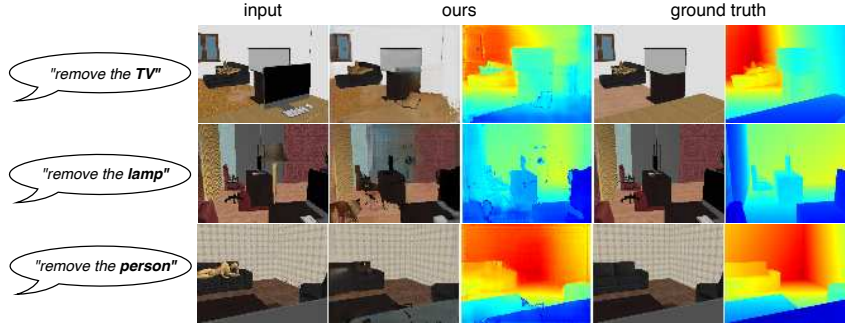 input ours ground truth
"remove the TV"
"remove the lamp"
"remove the person"